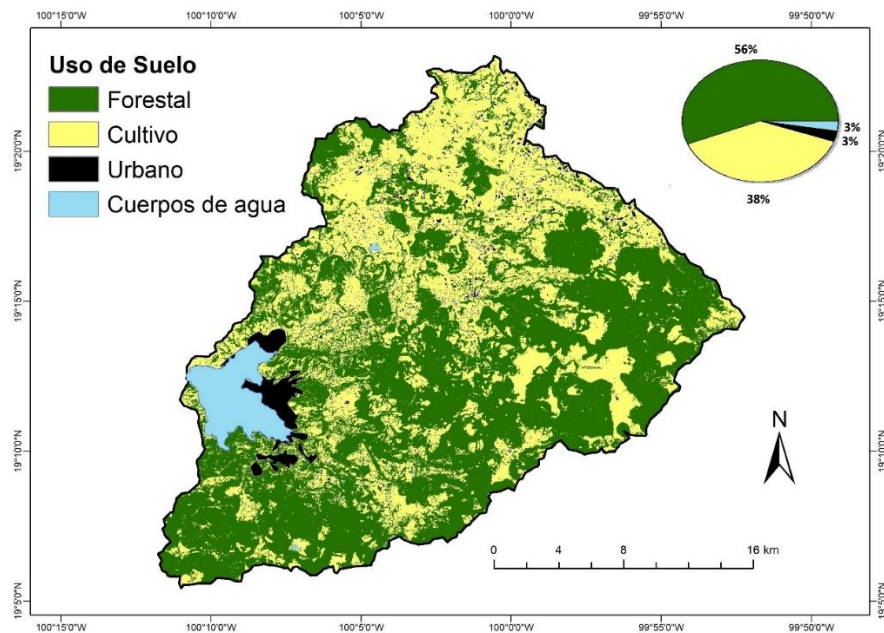 100°15'0"W 100°10'0"W 100°5'0"W 100°0'0"W 99°55'0"W 99°50'0"W
Uso de Suelo
Forestal
Cultivo
Urbano
Cuerpos de agua
56%
3%
3%
38%
19°20'0"N 19°20'0"N
19°15'0"N 19°15'0"N
19°10'0"N 19°10'0"N
19°5'0"N 19°5'0"N
N
0 4 8 16 km
100°15'0"W 100°10'0"W 100°5'0"W 100°0'0"W 99°55'0"W 99°50'0"W